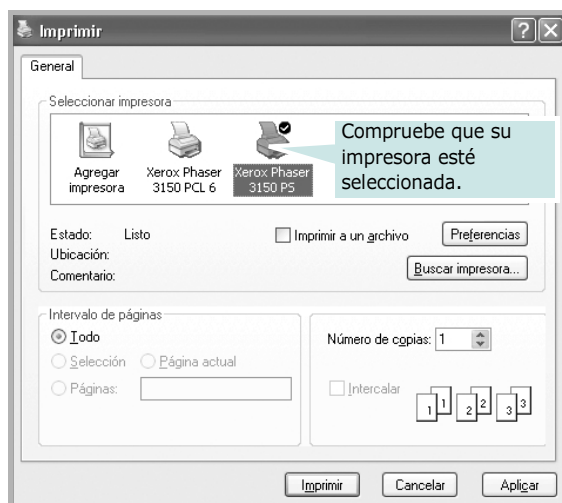 Imprimir
General
Seleccionar impresora
Agregar
impresora
Xerox Phaser
3150 PCL 6
Xerox Phaser
3150 PS
Compruebe que su
impresora esté
seleccionada.
Estado: Listo
Ubicación:
Comentario:
Imprimir a un archivo
Preferencias
Buscar impresora...
Intervalo de páginas
Todo
Selección Página actual
Páginas:
Número de copias: 1
Intercalar
1 1 2 2 3 3
Imprimir Cancelar Aplicar